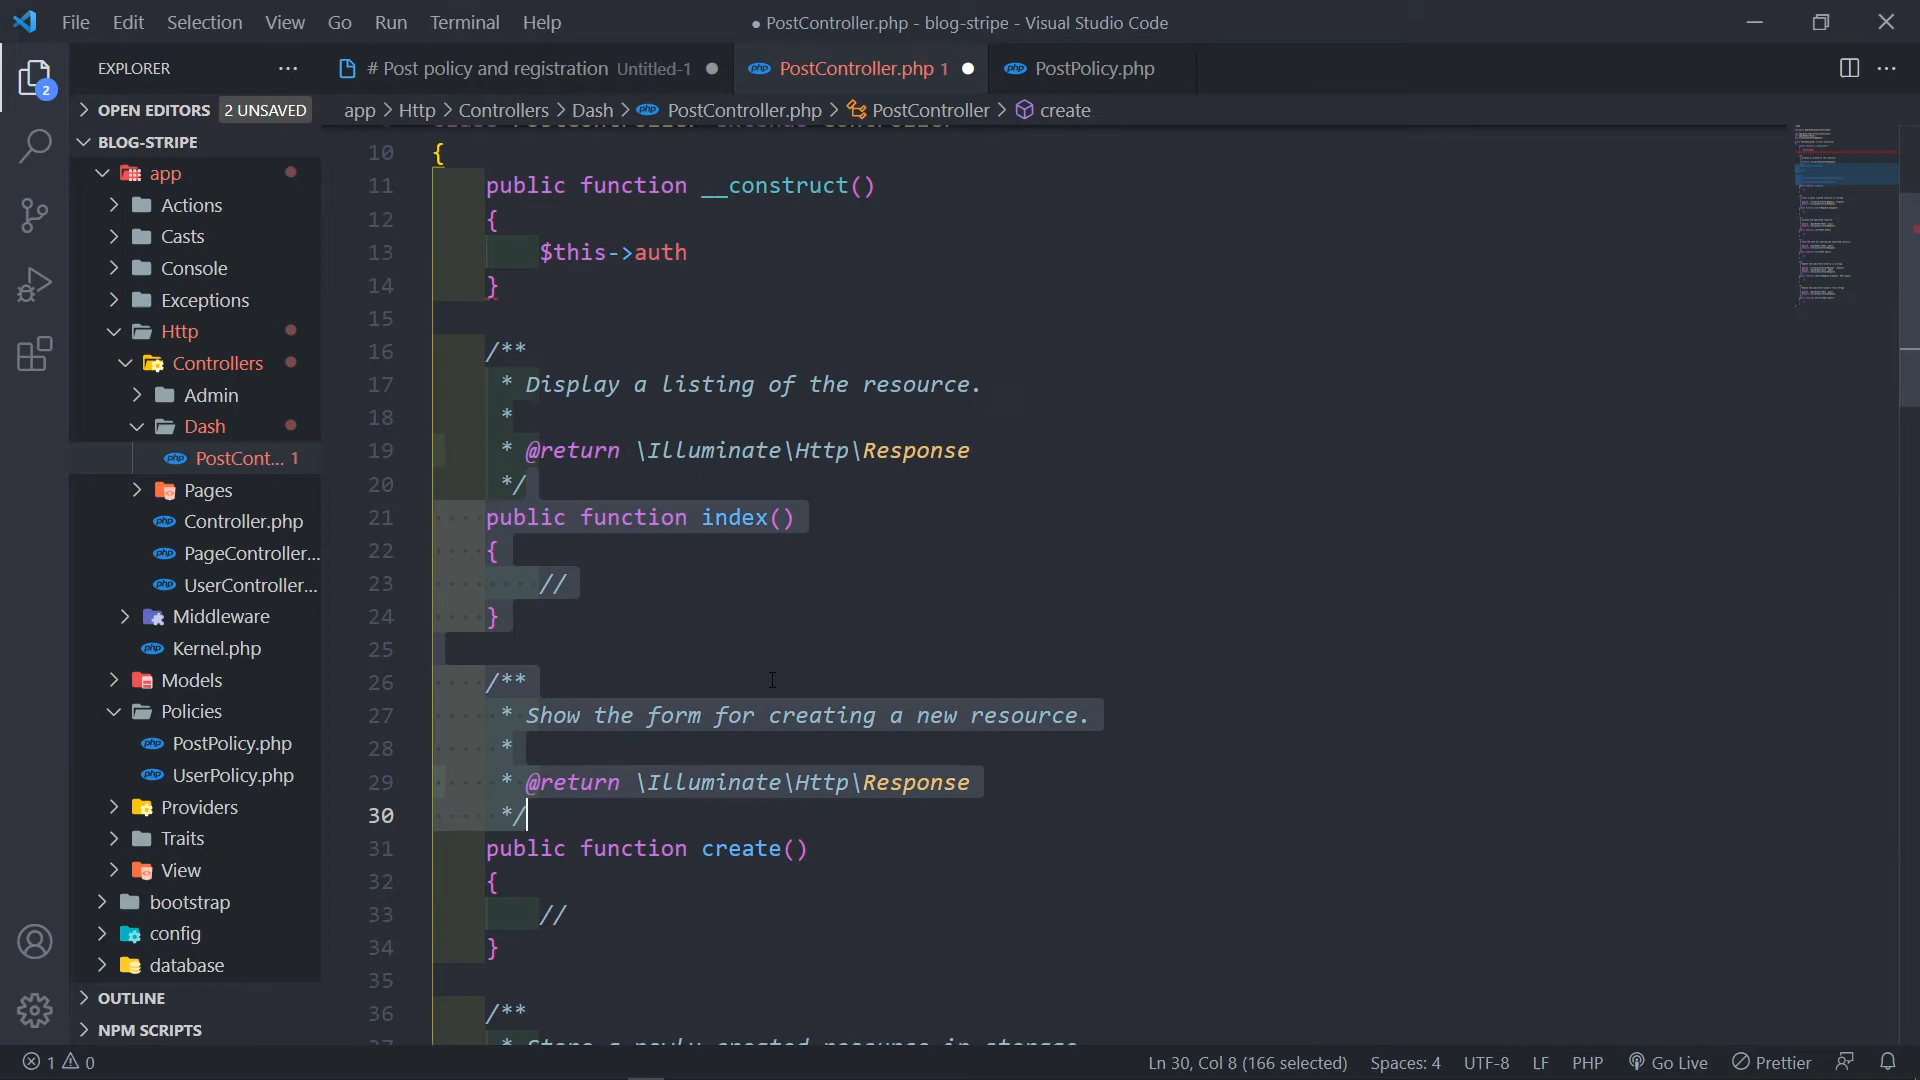 File Edit Selection View Go Run Terminal Help
● PostController.php - blog-stripe - Visual Studio Code
EXPLORER
# Post policy and registration Untitled-1
PostController.php 1
PostPolicy.php
OPEN EDITORS 2 UNSAVED
app > Http > Controllers > Dash > PostController.php > PostController > create
BLOG-STRIPE
app
Actions
Casts
Console
Exceptions
Http
Controllers
Admin
Dash
PostCont... 1
Pages
Controller.php
PageController...
UserController...
Middleware
Kernel.php
Models
Policies
PostPolicy.php
UserPolicy.php
Providers
Traits
View
bootstrap
config
database
OUTLINE
NPM SCRIPTS
2
10 {
11 public function __construct()
12 {
13 $this->auth
14 }
15
16 /**
17 * Display a listing of the resource.
18 *
19 * @return \Illuminate\Http\Response
20 */
21 public function index()
22 {
23 //
24 }
25
26 /**
27 * Show the form for creating a new resource.
28 *
29 * @return \Illuminate\Http\Response
30 */
31 public function create()
32 {
33 //
34 }
35
36 /**
37 * Store a newly created resource in storage.
1 0
Ln 30, Col 8 (166 selected) Spaces: 4 UTF-8 LF PHP Go Live Prettier